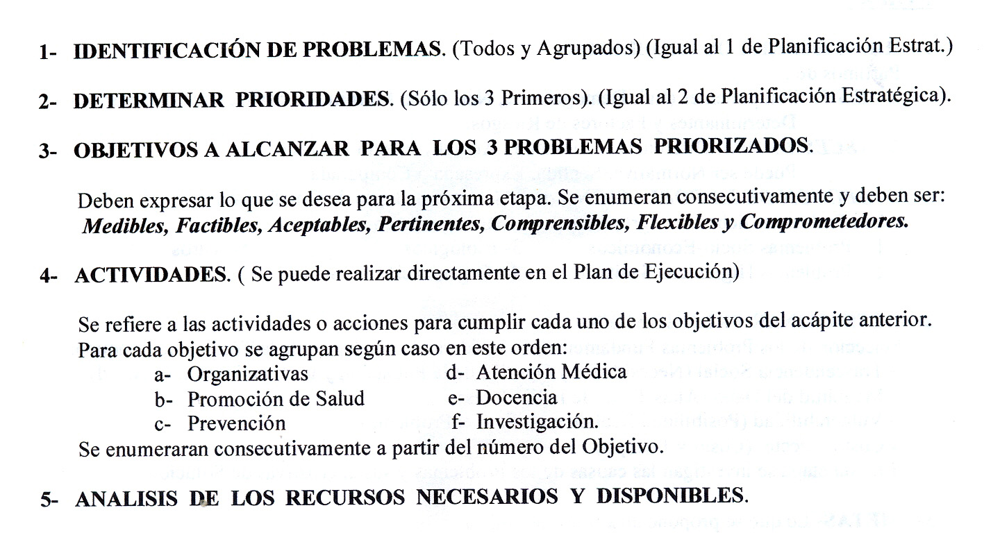 1- IDENTIFICACIÓN DE PROBLEMAS. (Todos y Agrupados) (Igual al 1 de Planificación Estrat.)
2- DETERMINAR PRIORIDADES. (Sólo los 3 Primeros). (Igual al 2 de Planificación Estratégica).
3- OBJETIVOS A ALCANZAR PARA LOS 3 PROBLEMAS PRIORIZADOS.
Deben expresar lo que se desea para la próxima etapa. Se enumeran consecutivamente y deben ser:
Medibles, Factibles, Aceptables, Pertinentes, Comprensibles, Flexibles y Comprometedores.
4- ACTIVIDADES. ( Se puede realizar directamente en el Plan de Ejecución)
Se refiere a las actividades o acciones para cumplir cada uno de los objetivos del acápite anterior.
Para cada objetivo se agrupan según caso en este orden:
a- Organizativas d- Atención Médica
b- Promoción de Salud e- Docencia
c- Prevención f- Investigación.
Se enumeraran consecutivamente a partir del número del Objetivo.
5- ANALISIS DE LOS RECURSOS NECESARIOS Y DISPONIBLES.